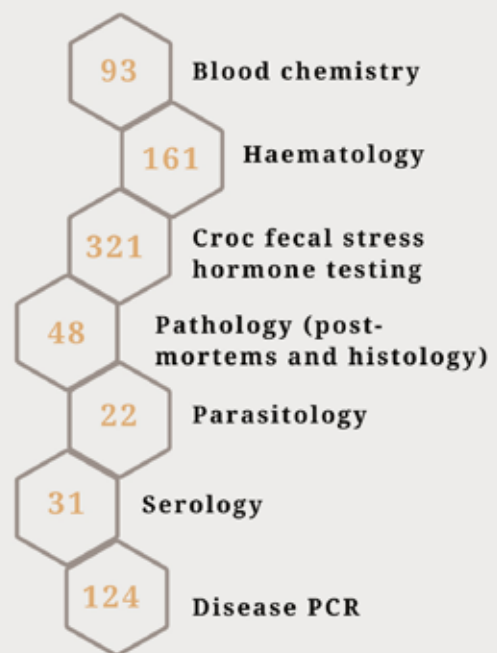 93
Blood chemistry
161
Haematology
321
Croc fecal stress
hormone testing
48
Pathology (post-
mortems and histology)
22
Parasitology
31
Serology
124
Disease PCR